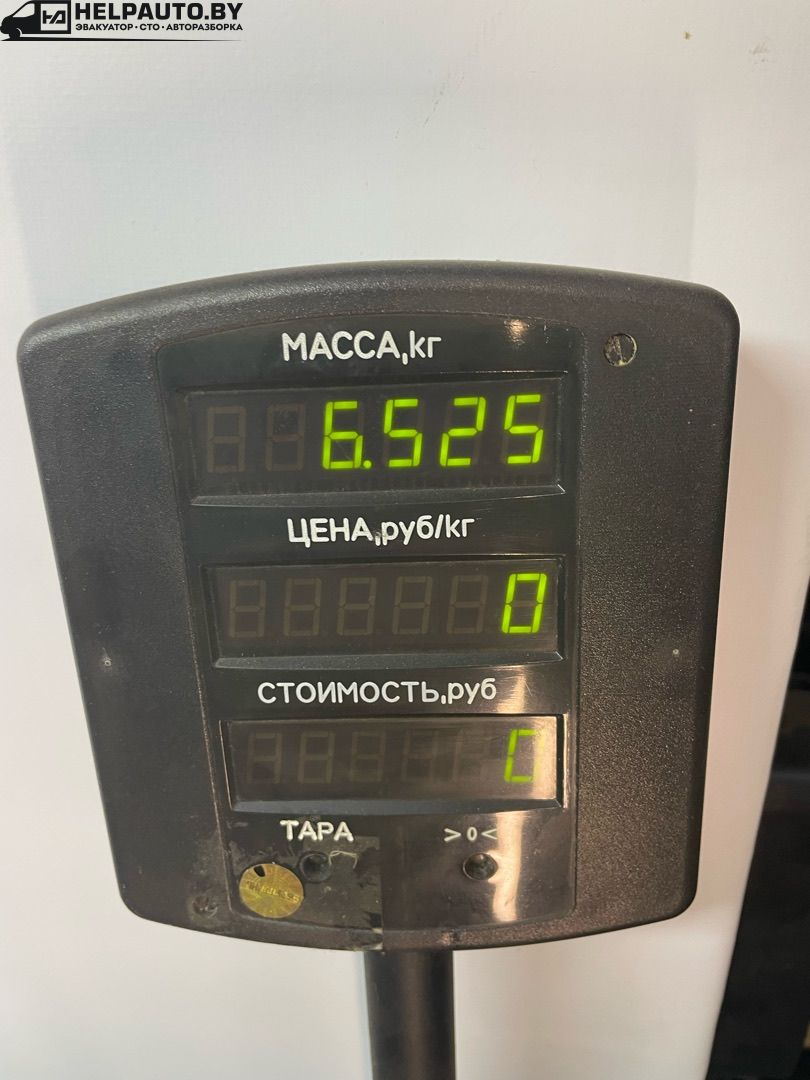 HELPAUTO.BY
ЭВАКУАТОР • СТО • АВТОРАЗБОРКА
МАССА,кг
6.525
ЦЕНА,руб/кг
0
СТОИМОСТЬ,руб
0
ТАРА >0<